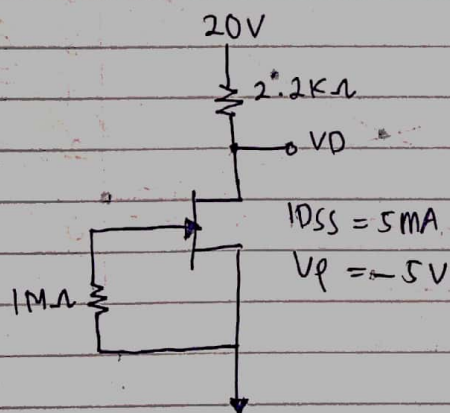 20V
2.2KΩ
VD
IDSS = 5mA
VP = -5V
1MΩ